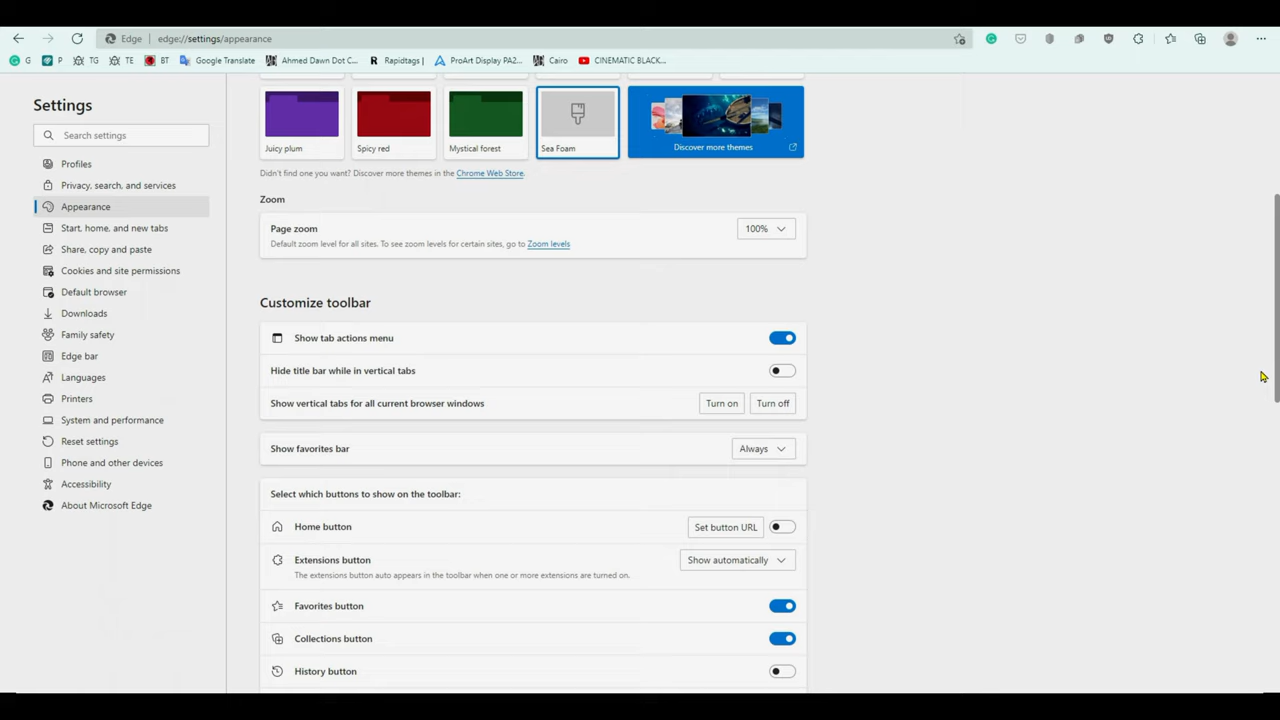 Edge edge://settings/appearance
G P TG TE BT Google Translate Ahmed Dawn Dot C... Rapidtags | ProArt Display PA2... Cairo CINEMATIC BLACK...
Settings
Search settings
Profiles
Privacy, search, and services
Appearance
Start, home, and new tabs
Share, copy and paste
Cookies and site permissions
Default browser
Downloads
Family safety
Edge bar
Languages
Printers
System and performance
Reset settings
Phone and other devices
Accessibility
About Microsoft Edge
Juicy plum Spicy red Mystical forest Sea Foam Discover more themes
Didn't find one you want? Discover more themes in the Chrome Web Store.
Zoom
Page zoom 100%
Default zoom level for all sites. To see zoom levels for certain sites, go to Zoom levels
Customize toolbar
Show tab actions menu
Hide title bar while in vertical tabs
Show vertical tabs for all current browser windows Turn on Turn off
Show favorites bar Always
Select which buttons to show on the toolbar:
Home button Set button URL
Extensions button Show automatically
The extensions button auto appears in the toolbar when one or more extensions are turned on.
Favorites button
Collections button
History button